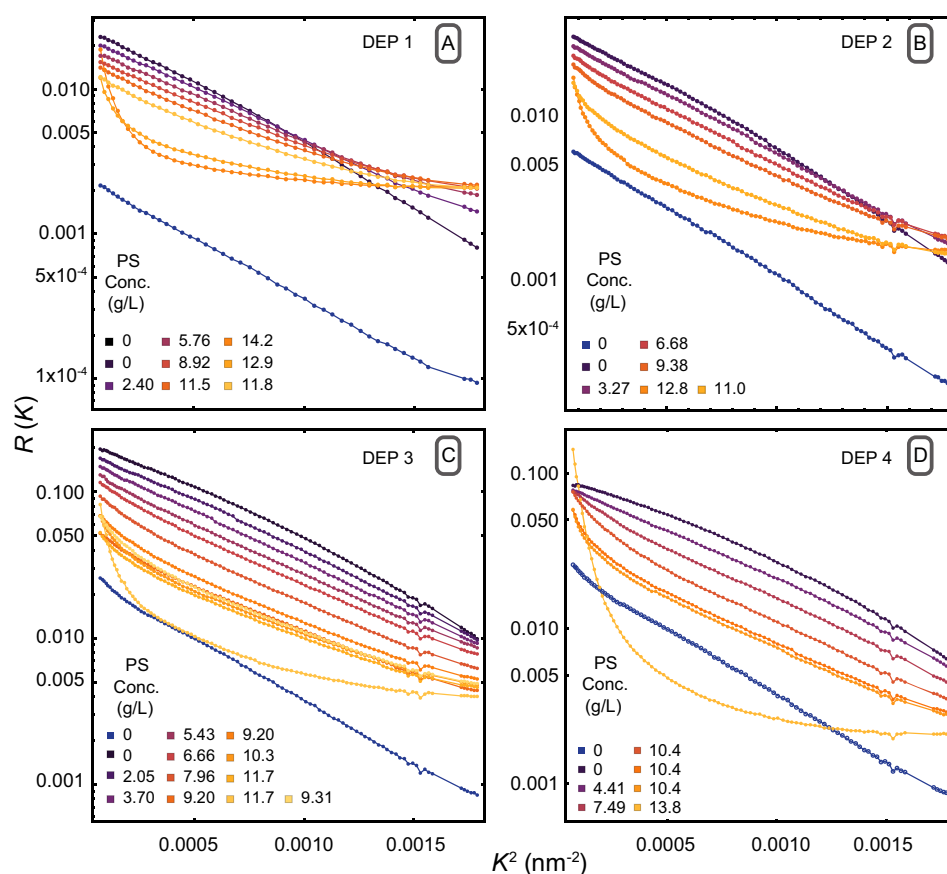 DEP 1 A
0.010
0.005
0.001
5x10⁻⁴
1x10⁻⁴
PS
Conc.
(g/L)
0 5.76 14.2
0 8.92 12.9
2.40 11.5 11.8
DEP 2 B
0.010
0.005
0.001
5x10⁻⁴
PS
Conc.
(g/L)
0 6.68
0 9.38
3.27 12.8 11.0
R (K)
DEP 3 C
0.100
0.050
0.010
0.005
0.001
PS
Conc.
(g/L)
0 5.43 9.20
0 6.66 10.3
2.05 7.96 11.7
3.70 9.20 11.7 9.31
0.0005 0.0010 0.0015
DEP 4 D
0.100
0.050
0.010
0.005
0.001
PS
Conc.
(g/L)
0 10.4
0 10.4
4.41 10.4
7.49 13.8
0.0005 0.0010 0.0015
K² (nm⁻²)